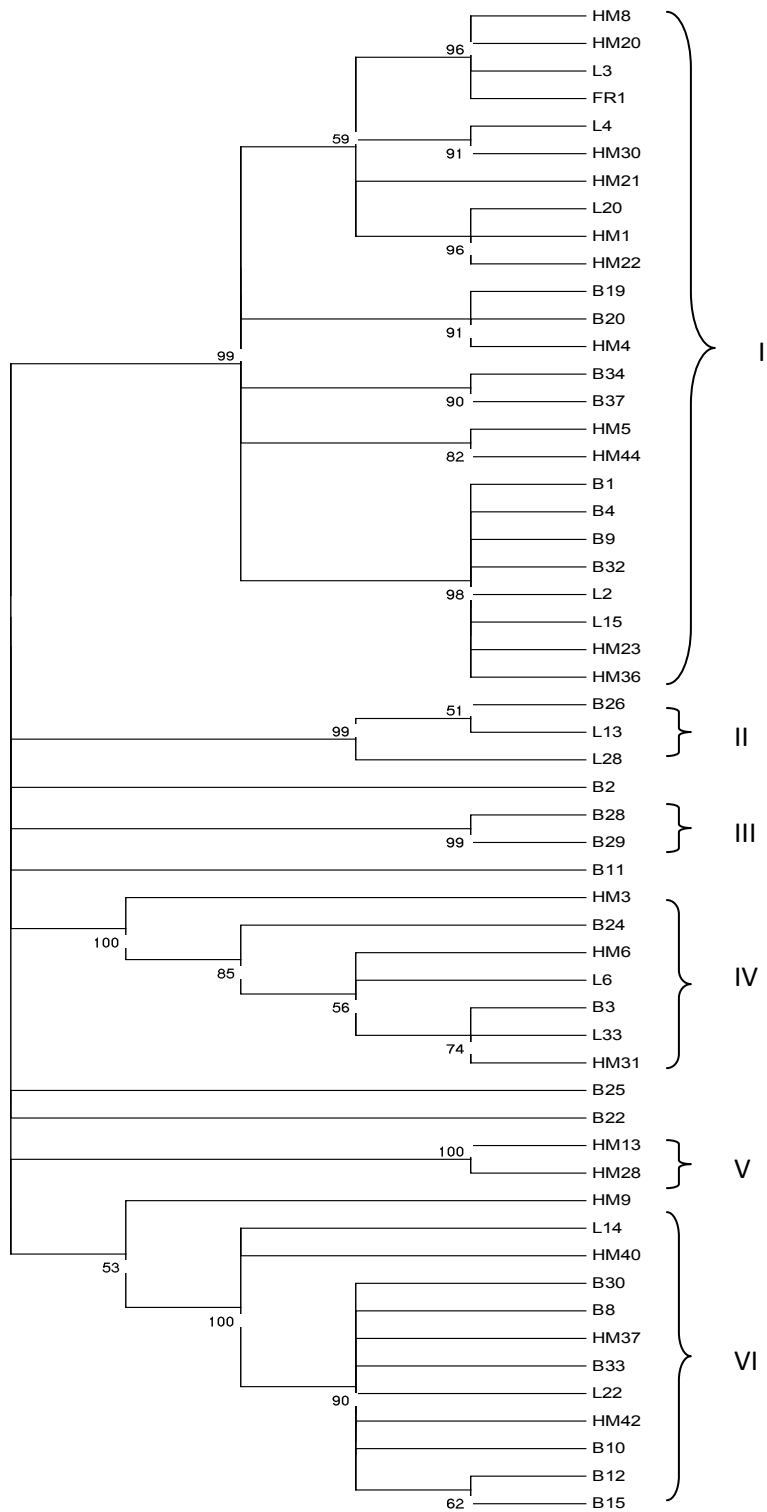 HM8
HM20
96
L3
FR1
L4
59
91
HM30
HM21
L20
HM1
96
HM22
B19
B20
91
HM4
99
I
B34
90
B37
HM5
82
HM44
B1
B4
B9
B32
98
L2
L15
HM23
HM36
51
B26
99
L13
II
L28
B2
B28
99
B29
III
B11
HM3
100
B24
85
HM6
L6
IV
56
B3
L33
74
HM31
B25
B22
100
HM13
HM28
V
HM9
L14
53
HM40
B30
100
B8
HM37
B33
VI
90
L22
HM42
B10
B12
62
B15